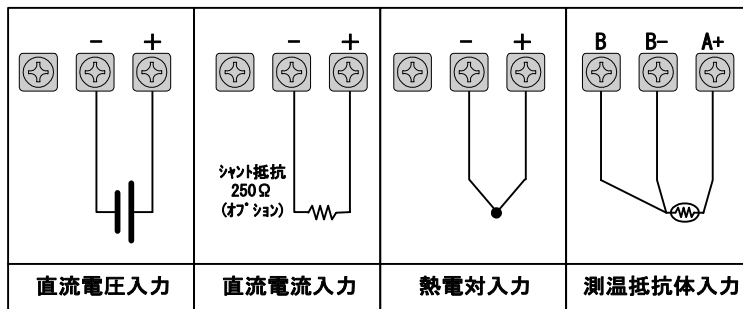 - +
- +
- +
B B- A+
シャント抵抗
250Ω
(オプション)
直流電圧入力
直流電流入力
熱電対入力
測温抵抗体入力